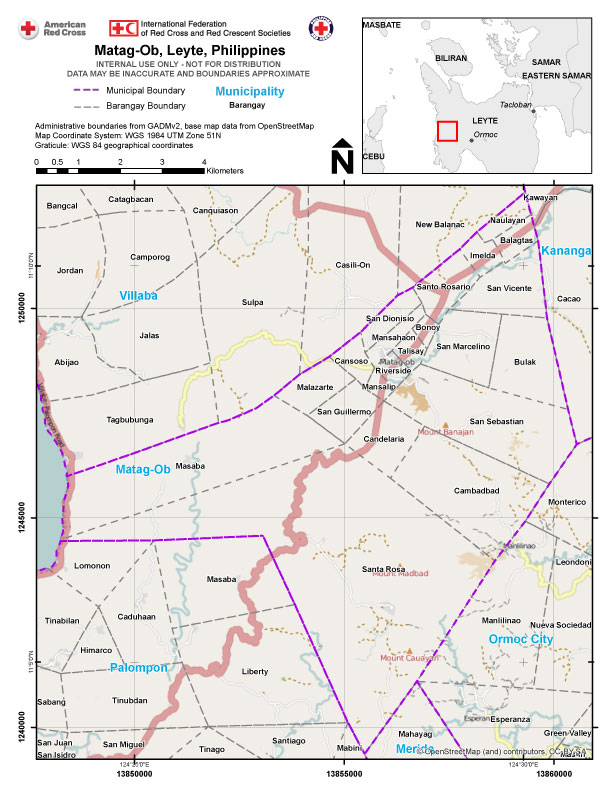 American
Red Cross
International Federation
of Red Cross and Red Crescent Societies
PHILIPPINE
RED CROSS
Matag-Ob, Leyte, Philippines
INTERNAL USE ONLY - NOT FOR DISTRIBUTION
DATA MAY BE INACCURATE AND BOUNDARIES APPROXIMATE
Municipal Boundary
Municipality
Barangay Boundary
Barangay
Administrative boundaries from GADMv2, base map data from OpenStreetMap
Map Coordinate System: WGS 1984 UTM Zone 51N
Graticule: WGS 84 geographical coordinates
0 0.5 1 2 3 4
Kilometers
N
MASBATE
BILIRAN
SAMAR
EASTERN SAMAR
Tacloban
LEYTE
Ormoc
CEBU
Bangcal
Catagbacan
Canquiason
Kawayan
Naulayan
New Balanac
Balagtas
Kananga
Imelda
Camporog
Jordan
Casili-On
Santo Rosario
San Vicente
Villaba
Sulpa
Cacao
San Dionisio
Bonoy
Jalas
Mansahaon
San Marcelino
Talisay
Abijao
Cansoso
Matag-ob
Bulak
Riverside
Malazarte
Mansalip
San Guillermo
Tagbubunga
San Sebastian
Mount Banajan
Candelaria
Matag-Ob
Masaba
Cambadbad
Monterico
Manlilinao
Lomonon
Leondoni
Santa Rosa
Mount Madbad
Masaba
Caduhaan
Tinabilan
Manlilinao
Nueva Sociedad
Ormoc City
Himarco
Mount Cauayan
Palompon
Liberty
Sabang
Tinubdan
Esperan
Esperanza
San Juan
San Miguel
Santiago
Mahayag
Green Valley
San Isidro
Tinago
Mabini
Merida
© OpenStreetMap (and) contributors, CC-BY-SA
11°10'0"N
11°5'0"N
1250000
1245000
1240000
124°25'0"E
124°30'0"E
13850000
13855000
13860000